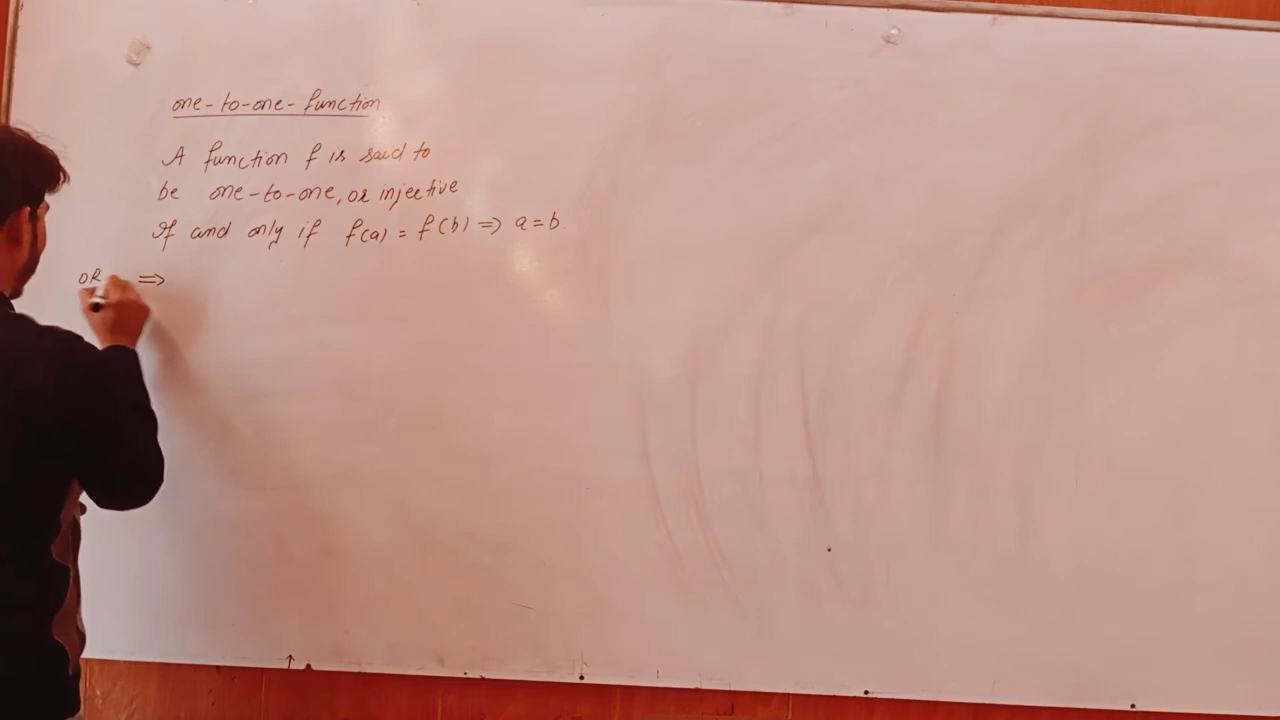 one-to-one-function
A function f is said to
be one-to-one, or injective
If and only if f(a) = f(b) ⇒ a=b
OR ⇒